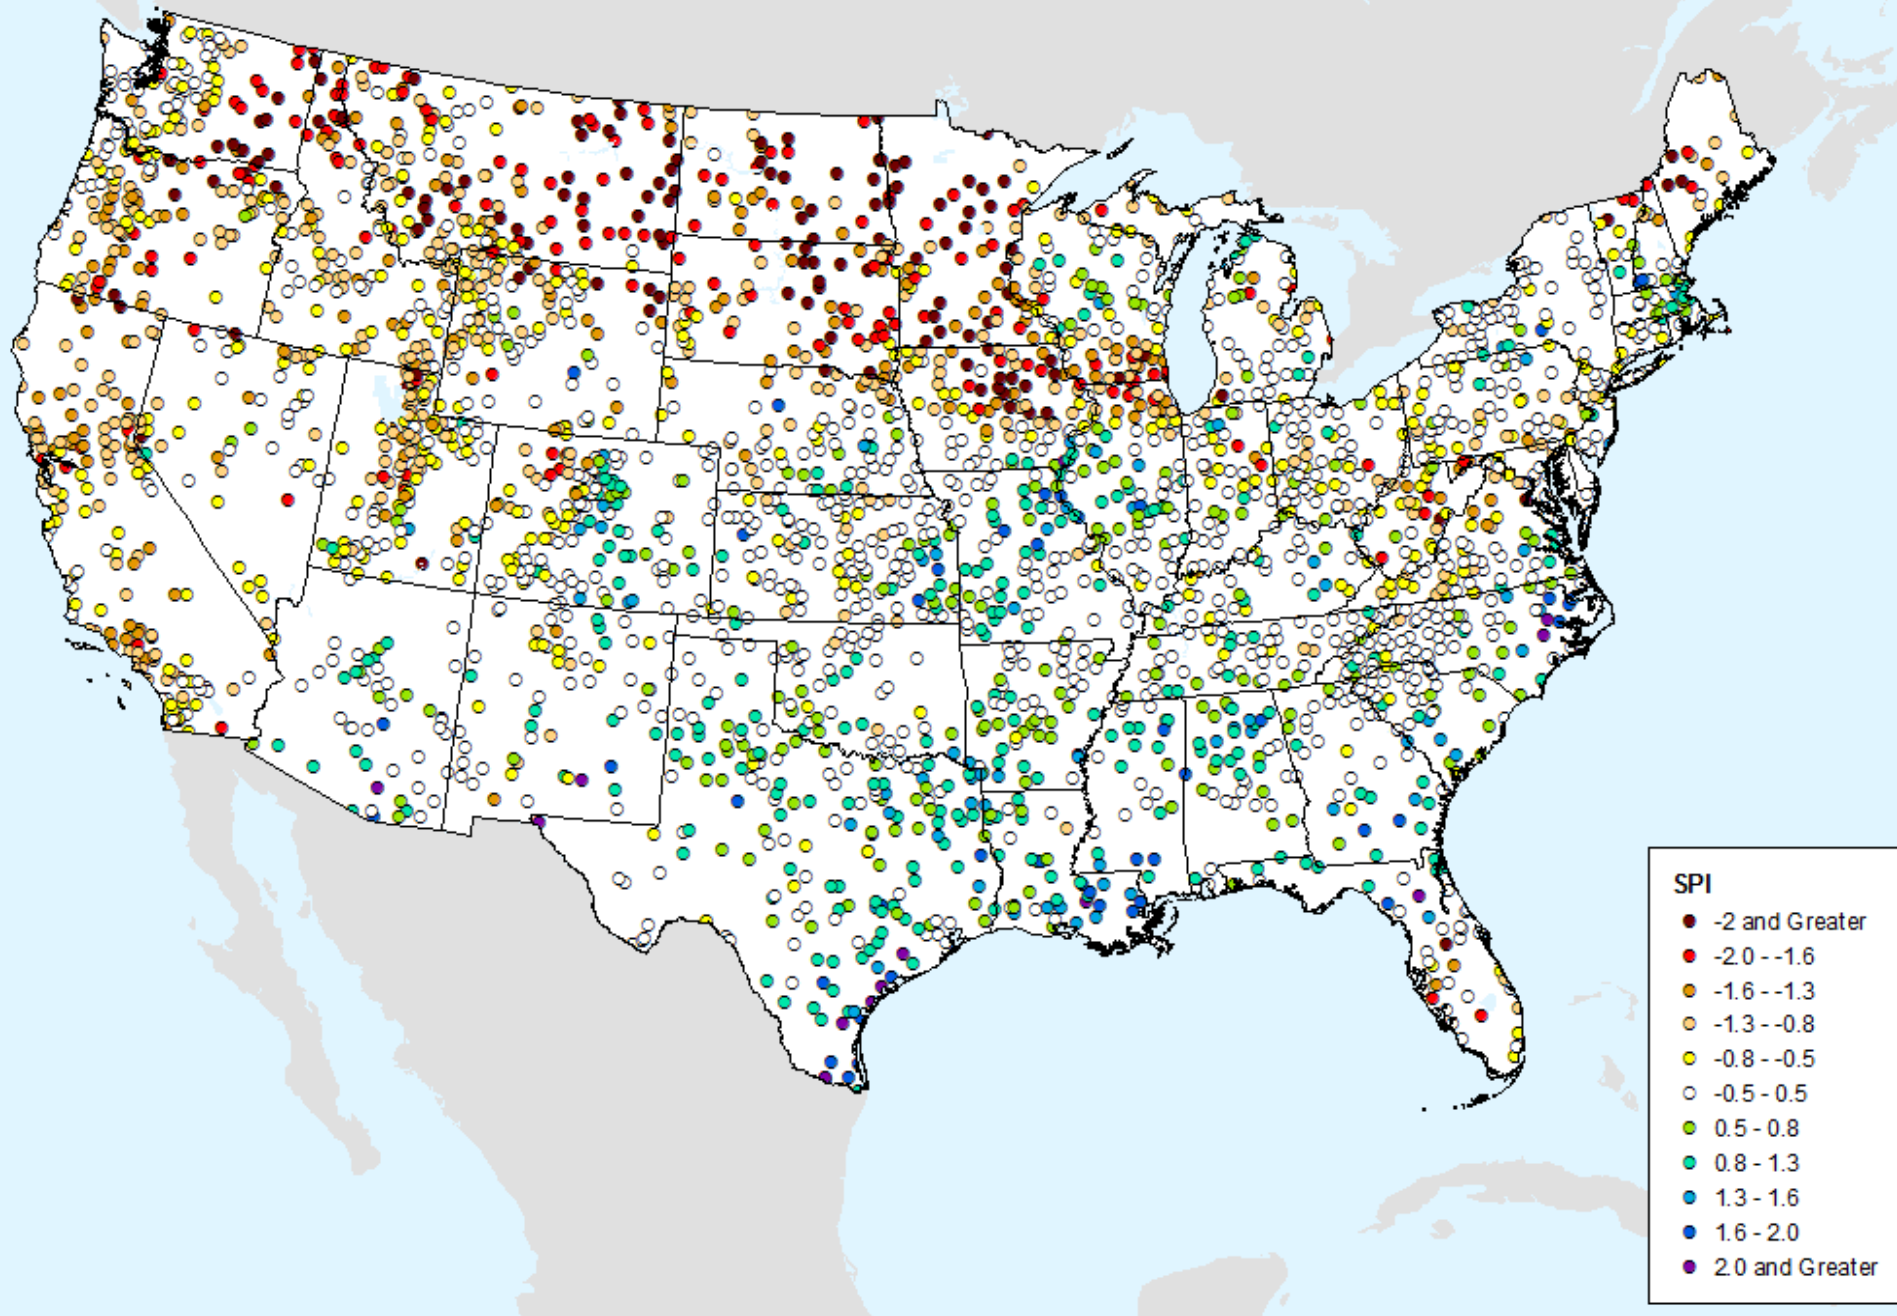 SPI
-2 and Greater
-2.0 - -1.6
-1.6 - -1.3
-1.3 - -0.8
-0.8 - -0.5
-0.5 - 0.5
0.5 - 0.8
0.8 - 1.3
1.3 - 1.6
1.6 - 2.0
2.0 and Greater